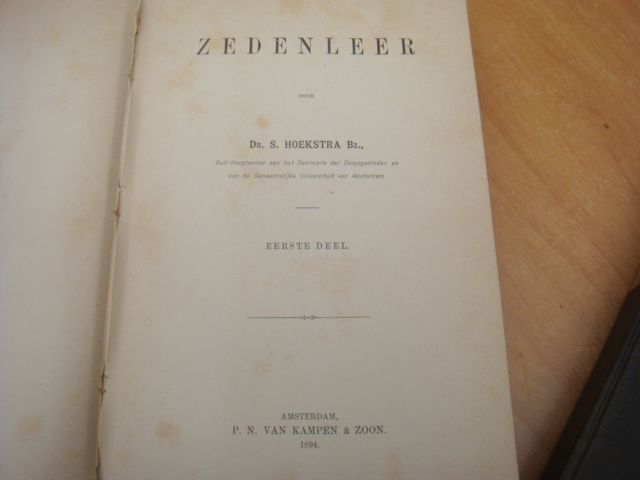 ZEDENLEER
DOOR
DR. S. HOEKSTRA BZ.,
Oud-Hoogleeraar aan het Seminarie der Doopsgezinden en
aan de Gemeentelijke Universiteit van Amsterdam
EERSTE DEEL.
AMSTERDAM,
P. N. VAN KAMPEN & ZOON.
1894.